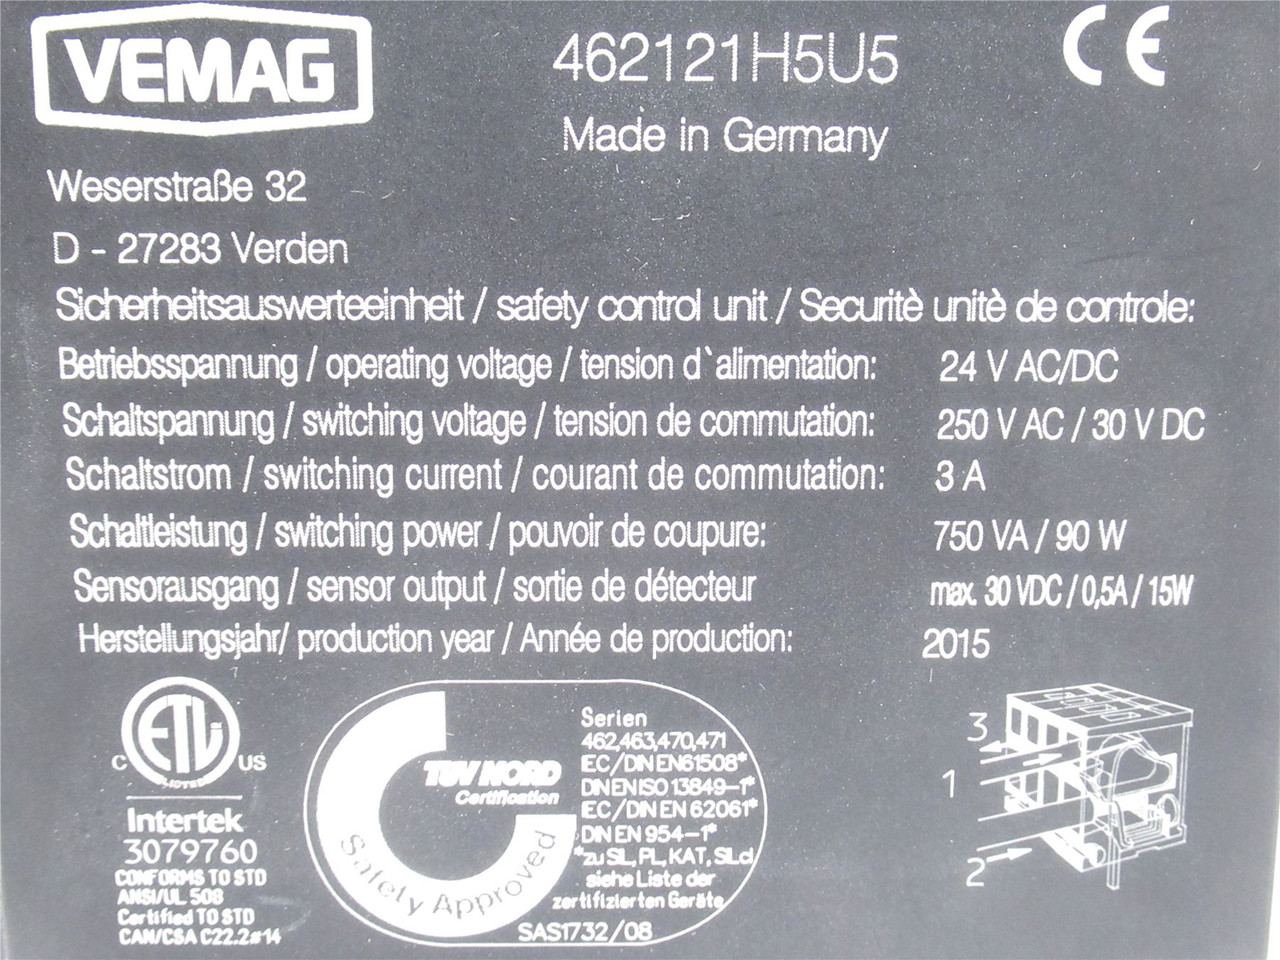 VEMAG
462121H5U5
Made in Germany
CE
Weserstraße 32
D - 27283 Verden
Sicherheitsauswerteeinheit / safety control unit / Securitè unitè de controle:
Betriebsspannung / operating voltage / tension d`alimentation: 24 V AC/DC
Schaltspannung / switching voltage / tension de commutation: 250 V AC / 30 V DC
Schaltstrom / switching current / courant de commutation: 3 A
Schaltleistung / switching power / pouvoir de coupure: 750 VA / 90 W
Sensorausgang / sensor output / sortie de détecteur max. 30 VDC / 0,5A / 15W
Herstellungsjahr/ production year / Année de production: 2015
ETL
C US
LISTED
Intertek
3079760
CONFORMS TO STD
ANSI/UL 508
Certified TO STD
CAN/CSA C22.2#14
TÜV NORD
Certification
Safety Approved
Serien
462,463,470,471
IEC/DIN EN61508*
DIN EN ISO 13849-1*
IEC/DIN EN 62061*
DIN EN 954-1*
*zu SIL, PL, KAT, SILcl
siehe Liste der
zertifizierten Geräte
SAS1732/08
3
1
2